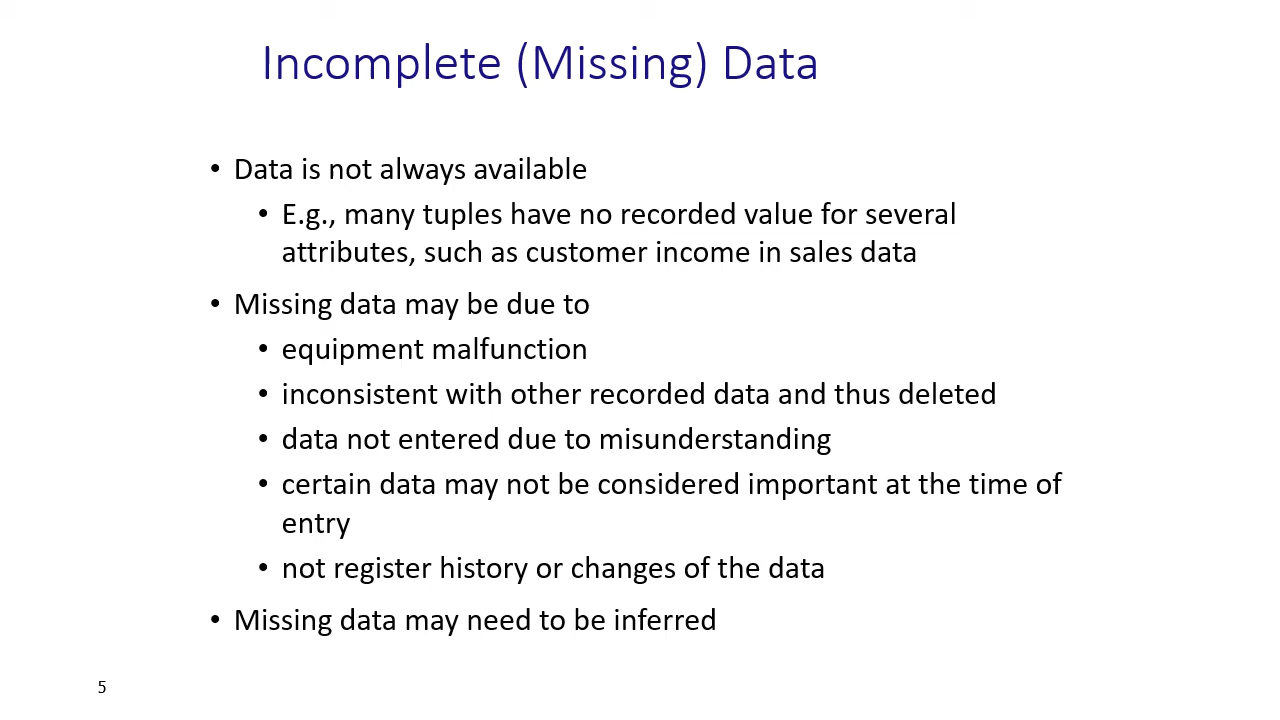 Incomplete (Missing) Data
• Data is not always available
• E.g., many tuples have no recorded value for several
attributes, such as customer income in sales data
• Missing data may be due to
• equipment malfunction
• inconsistent with other recorded data and thus deleted
• data not entered due to misunderstanding
• certain data may not be considered important at the time of
entry
• not register history or changes of the data
• Missing data may need to be inferred
5